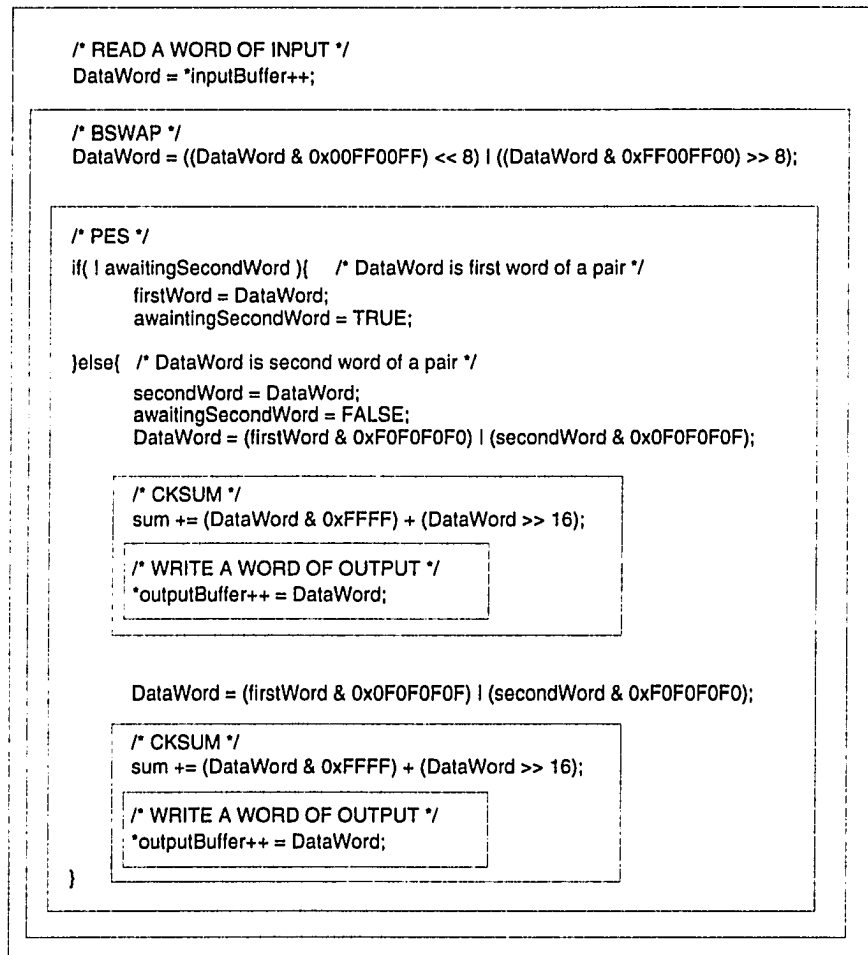 /* READ A WORD OF INPUT */
DataWord = *inputBuffer++;
/* BSWAP */
DataWord = ((DataWord & 0x00FF00FF) << 8) | ((DataWord & 0xFF00FF00) >> 8);
/* PES */
if( ! awaitingSecondWord ){ /* DataWord is first word of a pair */
firstWord = DataWord;
awaintingSecondWord = TRUE;
}else{ /* DataWord is second word of a pair */
secondWord = DataWord;
awaitingSecondWord = FALSE;
DataWord = (firstWord & 0xF0F0F0F0) | (secondWord & 0x0F0F0F0F);
/* CKSUM */
sum += (DataWord & 0xFFFF) + (DataWord >> 16);
/* WRITE A WORD OF OUTPUT */
*outputBuffer++ = DataWord;
DataWord = (firstWord & 0x0F0F0F0F) | (secondWord & 0xF0F0F0F0);
/* CKSUM */
sum += (DataWord & 0xFFFF) + (DataWord >> 16);
/* WRITE A WORD OF OUTPUT */
*outputBuffer++ = DataWord;
}